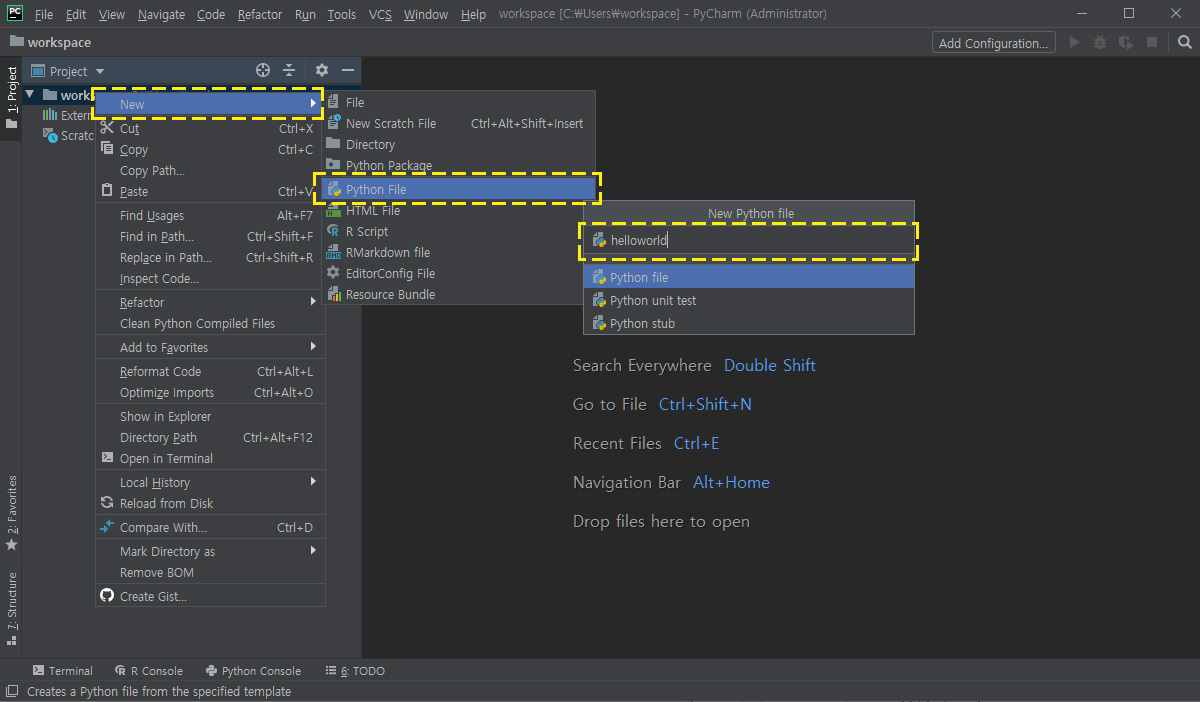 PC File Edit View Navigate Code Refactor Run Tools VCS Window Help workspace [C:₩Users₩workspace] - PyCharm (Administrator)
workspace Add Configuration...
1: Project
Project
works
Extern
Scratc
New
Cut Ctrl+X
Copy Ctrl+C
Copy Path...
Paste Ctrl+V
Find Usages Alt+F7
Find in Path... Ctrl+Shift+F
Replace in Path... Ctrl+Shift+R
Inspect Code...
Refactor
Clean Python Compiled Files
Add to Favorites
Reformat Code Ctrl+Alt+L
Optimize Imports Ctrl+Alt+O
Show in Explorer
Directory Path Ctrl+Alt+F12
Open in Terminal
Local History
Reload from Disk
Compare With... Ctrl+D
Mark Directory as
Remove BOM
Create Gist...
File
New Scratch File Ctrl+Alt+Shift+Insert
Directory
Python Package
Python File
HTML File
R Script
RMarkdown file
EditorConfig File
Resource Bundle
New Python file
helloworld
Python file
Python unit test
Python stub
Search Everywhere Double Shift
Go to File Ctrl+Shift+N
Recent Files Ctrl+E
Navigation Bar Alt+Home
Drop files here to open
2: Favorites
7: Structure
Terminal R Console Python Console 6: TODO
Creates a Python file from the specified template